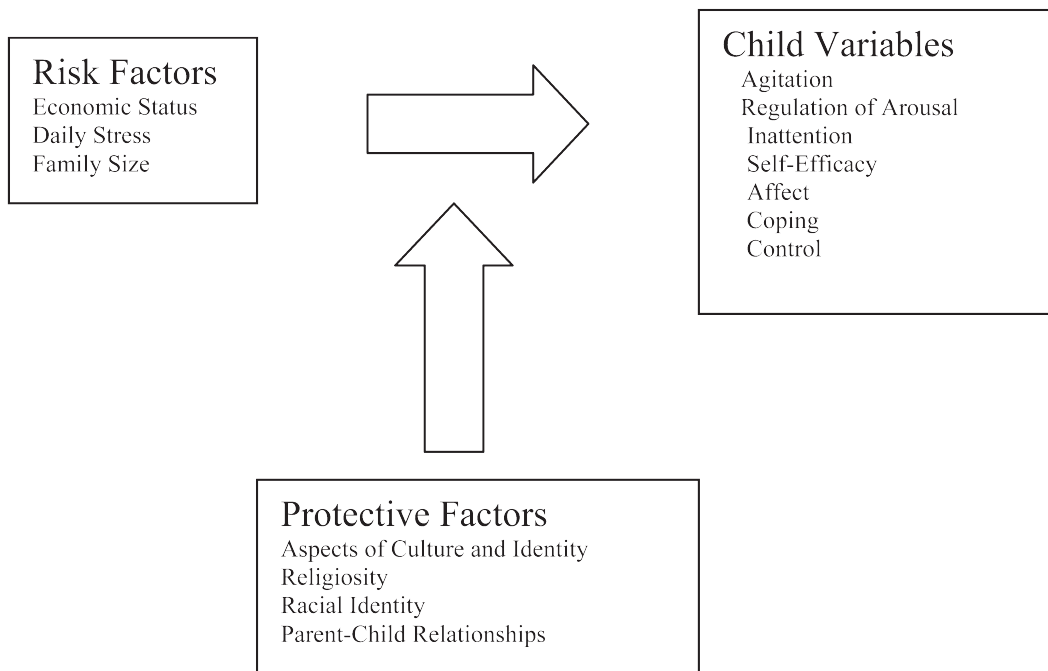 Risk Factors
Economic Status
Daily Stress
Family Size
Child Variables
Agitation
Regulation of Arousal
Inattention
Self-Efficacy
Affect
Coping
Control
Protective Factors
Aspects of Culture and Identity
Religiosity
Racial Identity
Parent-Child Relationships